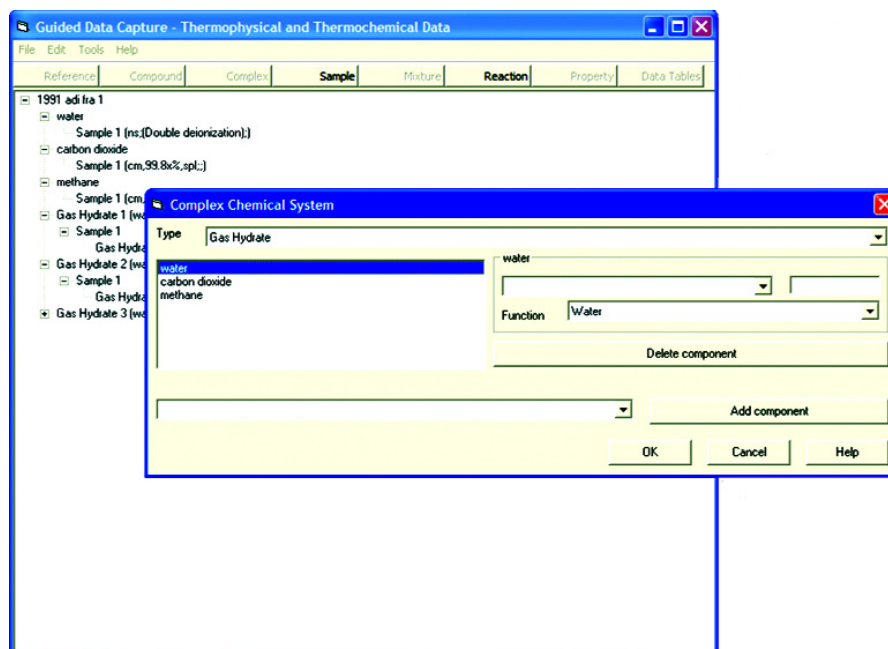 Guided Data Capture - Thermophysical and Thermochemical Data
File Edit Tools Help
Reference Compound Complex Sample Mixture Reaction Property Data Tables
1991 adi fra 1
water
Sample 1 (ns;(Double deionization);)
carbon dioxide
Sample 1 (cm,99.8x%,spl;;)
methane
Sample 1 (cm,
Gas Hydrate 1 (wa
Sample 1
Gas Hydra
Gas Hydrate 2 (wa
Sample 1
Gas Hydra
Gas Hydrate 3 (wa
Complex Chemical System
Type Gas Hydrate
water
carbon dioxide
methane
water
Function Water
Delete component
Add component
OK Cancel Help